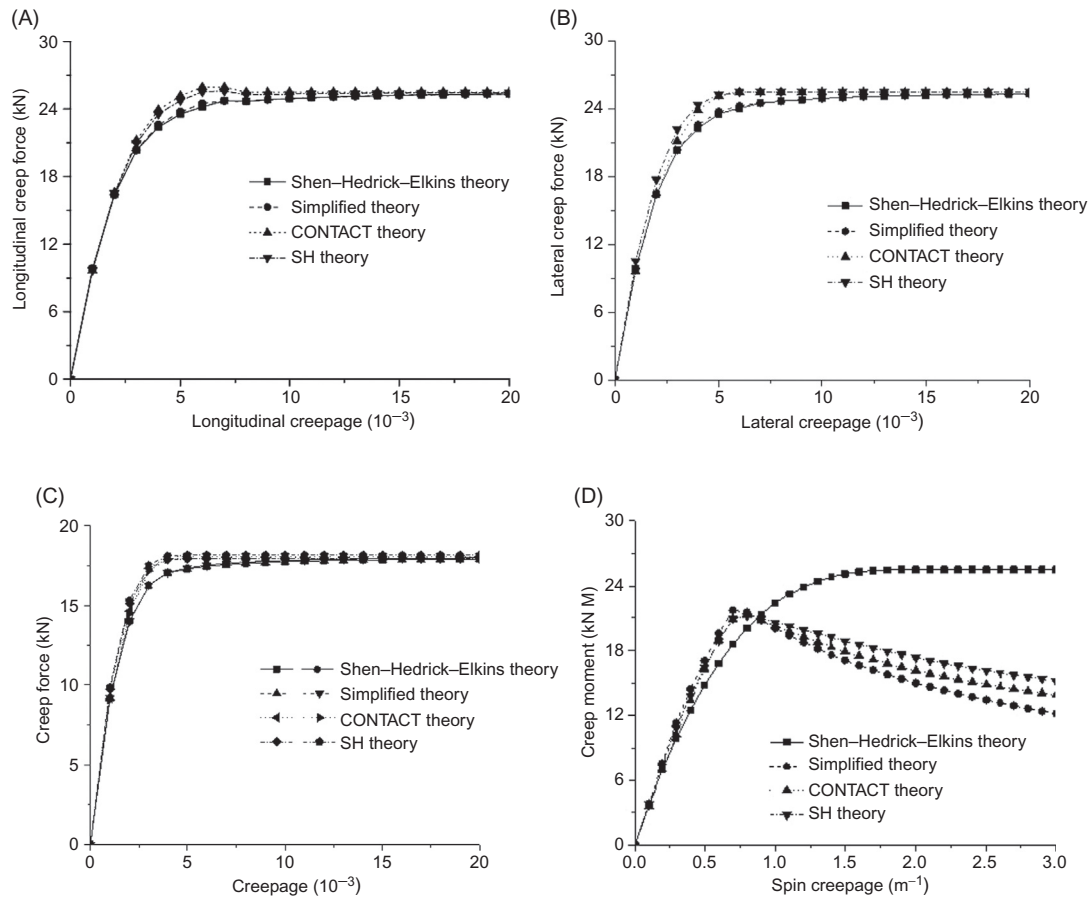 (A)
30
24
18
12
6
0
Longitudinal creep force (kN)
Shen–Hedrick–Elkins theory
Simplified theory
CONTACT theory
SH theory
0 5 10 15 20
Longitudinal creepage (10⁻³)
(B)
30
24
18
12
6
0
Lateral creep force (kN)
Shen–Hedrick–Elkins theory
Simplified theory
CONTACT theory
SH theory
0 5 10 15 20
Lateral creepage (10⁻³)
(C)
20
15
10
5
0
Creep force (kN)
Shen–Hedrick–Elkins theory
Simplified theory
CONTACT theory
SH theory
0 5 10 15 20
Creepage (10⁻³)
(D)
30
24
18
12
6
0
Creep moment (kN M)
Shen–Hedrick–Elkins theory
Simplified theory
CONTACT theory
SH theory
0.0 0.5 1.0 1.5 2.0 2.5 3.0
Spin creepage (m⁻¹)